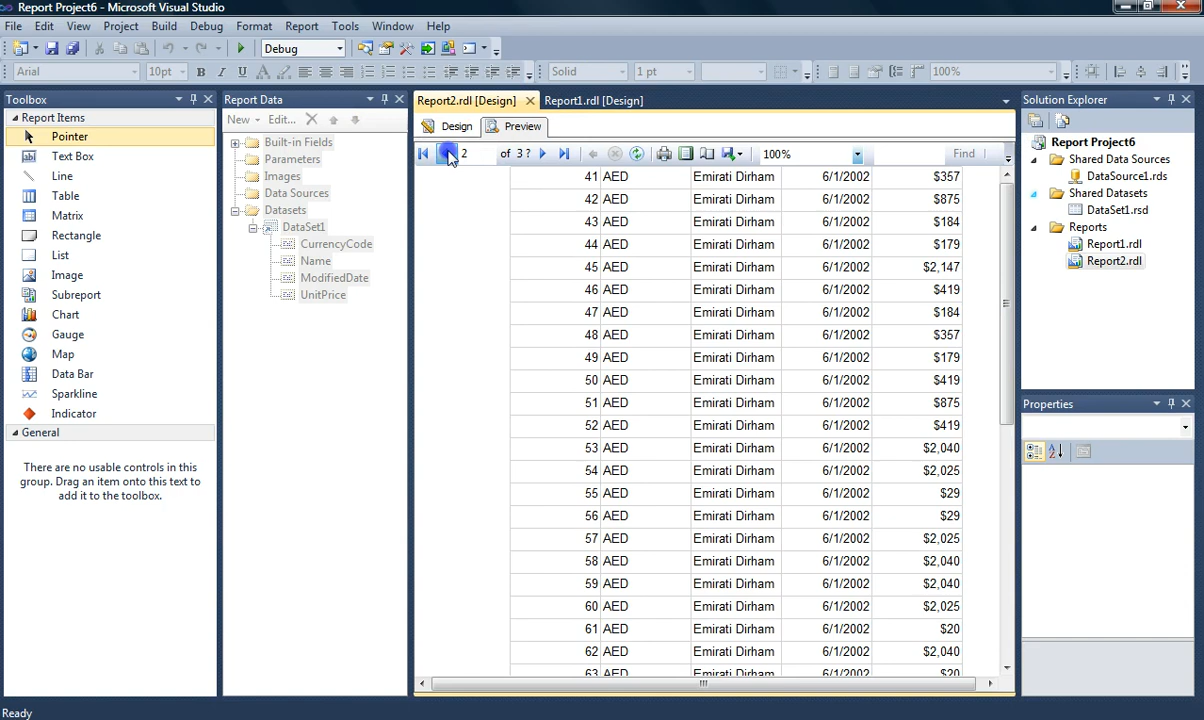 Report Project6 - Microsoft Visual Studio
File Edit View Project Build Debug Format Report Tools Window Help
Debug
Arial 10pt B I U A Solid 1 pt 100%
Toolbox
Report Items
Pointer
Text Box
Line
Table
Matrix
Rectangle
List
Image
Subreport
Chart
Gauge
Map
Data Bar
Sparkline
Indicator
General
There are no usable controls in this
group. Drag an item onto this text to
add it to the toolbox.
Report Data
New Edit...
Built-in Fields
Parameters
Images
Data Sources
Datasets
DataSet1
CurrencyCode
Name
ModifiedDate
UnitPrice
Report2.rdl [Design] Report1.rdl [Design]
Design Preview
2 of 3 ? 100% Find
41 AED Emirati Dirham 6/1/2002 $357
42 AED Emirati Dirham 6/1/2002 $875
43 AED Emirati Dirham 6/1/2002 $184
44 AED Emirati Dirham 6/1/2002 $179
45 AED Emirati Dirham 6/1/2002 $2,147
46 AED Emirati Dirham 6/1/2002 $419
47 AED Emirati Dirham 6/1/2002 $184
48 AED Emirati Dirham 6/1/2002 $357
49 AED Emirati Dirham 6/1/2002 $179
50 AED Emirati Dirham 6/1/2002 $419
51 AED Emirati Dirham 6/1/2002 $875
52 AED Emirati Dirham 6/1/2002 $419
53 AED Emirati Dirham 6/1/2002 $2,040
54 AED Emirati Dirham 6/1/2002 $2,025
55 AED Emirati Dirham 6/1/2002 $29
56 AED Emirati Dirham 6/1/2002 $29
57 AED Emirati Dirham 6/1/2002 $2,025
58 AED Emirati Dirham 6/1/2002 $2,040
59 AED Emirati Dirham 6/1/2002 $2,040
60 AED Emirati Dirham 6/1/2002 $2,025
61 AED Emirati Dirham 6/1/2002 $20
62 AED Emirati Dirham 6/1/2002 $2,040
63 AED Emirati Dirham 6/1/2002 $20
Solution Explorer
Report Project6
Shared Data Sources
DataSource1.rds
Shared Datasets
DataSet1.rsd
Reports
Report1.rdl
Report2.rdl
Properties
Ready